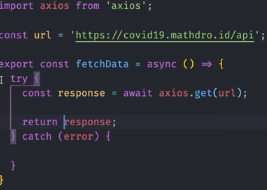 import axios from 'axios';
const url = 'https://covid19.mathdro.id/api';
export const fetchData = async () => {
try {
const response = await axios.get(url);
return response;
} catch (error) {
}
}